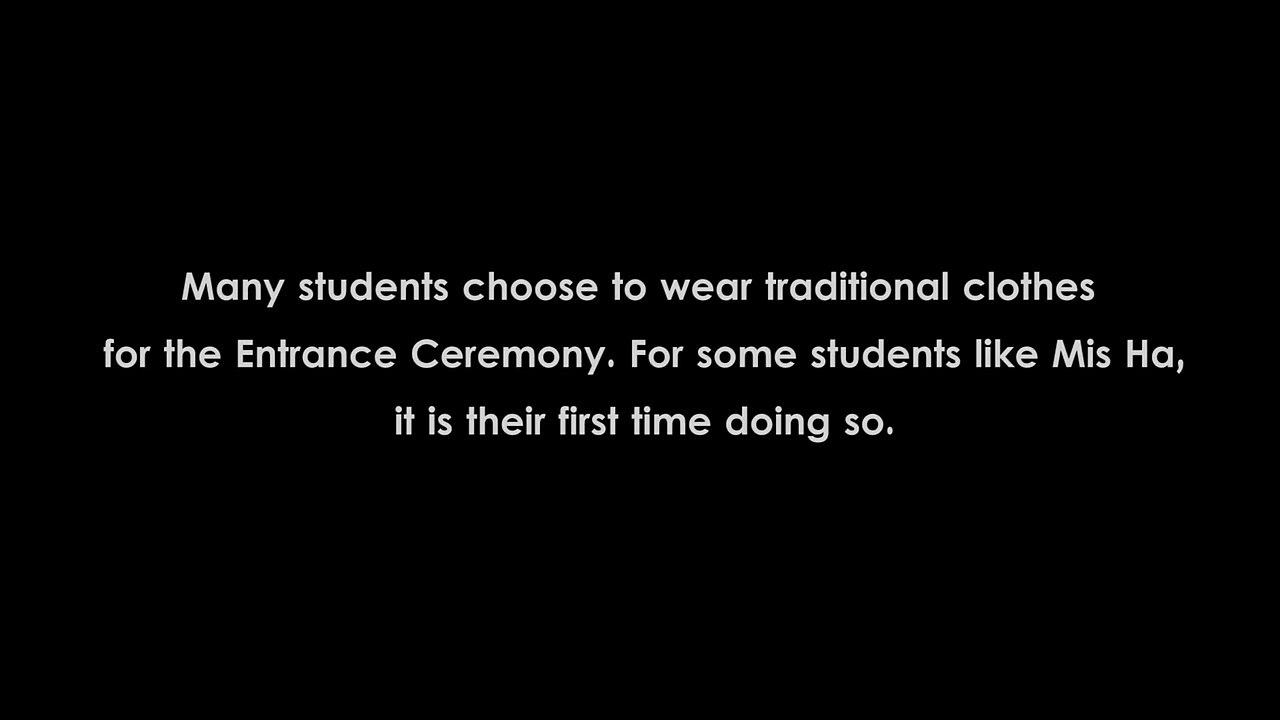 Many students choose to wear traditional clothes
for the Entrance Ceremony. For some students like Mis Ha,
it is their first time doing so.